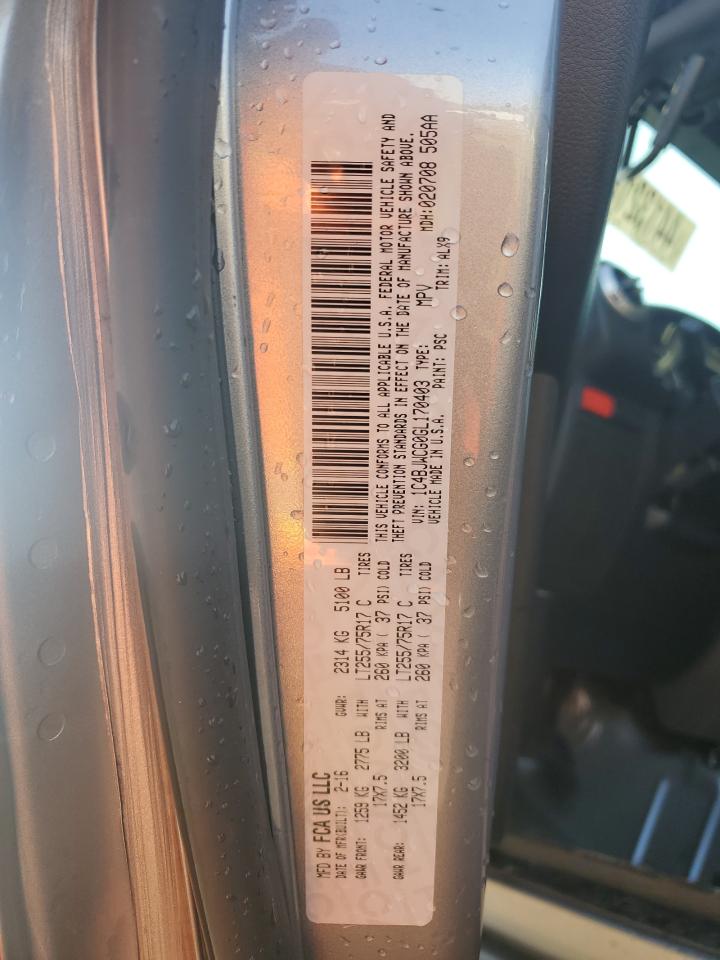 MFD BY FCA US LLC
DATE OF MFR(BUILT): 2-16 GVWR: 2314 KG 5100 LB
GAWR FRONT: 1259 KG 2775 LB WITH LT255/75R17 C TIRES
17X7.5 RIMS AT 260 KPA ( 37 PSI) COLD
GAWR REAR: 1452 KG 3200 LB WITH LT255/75R17 C TIRES
17X7.5 RIMS AT 260 KPA ( 37 PSI) COLD
THIS VEHICLE CONFORMS TO ALL APPLICABLE U.S.A. FEDERAL MOTOR VEHICLE SAFETY AND
THEFT PREVENTION STANDARDS IN EFFECT ON THE DATE OF MANUFACTURE SHOWN ABOVE.
VIN: 1C4BJWCG0GL170403 TYPE: MPV MDH:020708 505AA
VEHICLE MADE IN U.S.A. PAINT: PSC TRIM: ALX9